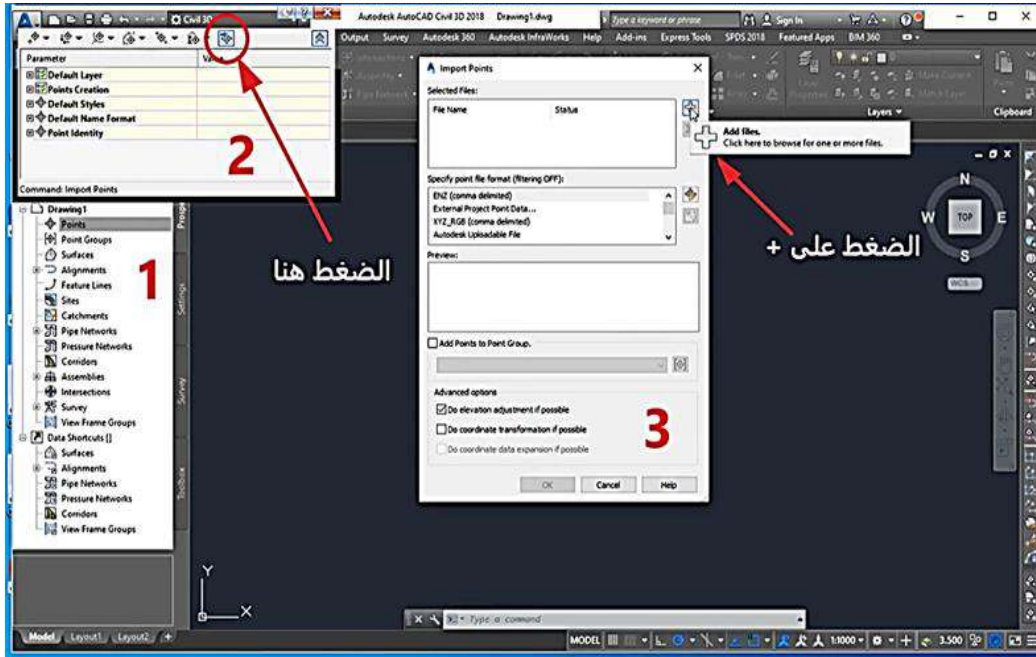 Civil 3D
Autodesk AutoCAD Civil 3D 2018 Drawing1.dwg
Type a keyword or phrase
Sign In
Output Survey Autodesk 360 Autodesk InfraWorks Help Add-ins Express Tools SPDS 2018 Featured Apps BIM 360
Layers
Clipboard
Parameter
Default Layer
Points Creation
Default Styles
Default Name Format
Point Identity
2
Command: Import Points
Drawing1
Points
Point Groups
Surfaces
Alignments
Feature Lines
Sites
Catchments
Pipe Networks
Pressure Networks
Corridors
Assemblies
Intersections
Survey
View Frame Groups
Data Shortcuts []
Surfaces
Alignments
Pipe Networks
Pressure Networks
Corridors
View Frame Groups
1
Settings
Survey
Toolbox
الضغط هنا
Import Points
Selected Files:
File Name Status
Add files.
Click here to browse for one or more files.
Specify point file format (filtering OFF):
ENZ (comma delimited)
External Project Point Data...
XYZ_RGB (comma delimited)
Autodesk Uploadable File
Preview:
Add Points to Point Group.
Advanced options
Do elevation adjustment if possible
Do coordinate transformation if possible
Do coordinate data expansion if possible
3
OK Cancel Help
الضغط على +
N
W TOP E
S
WCS
Y
X
Type a command
Model Layout1 Layout2 +
MODEL 1:1000 3.500